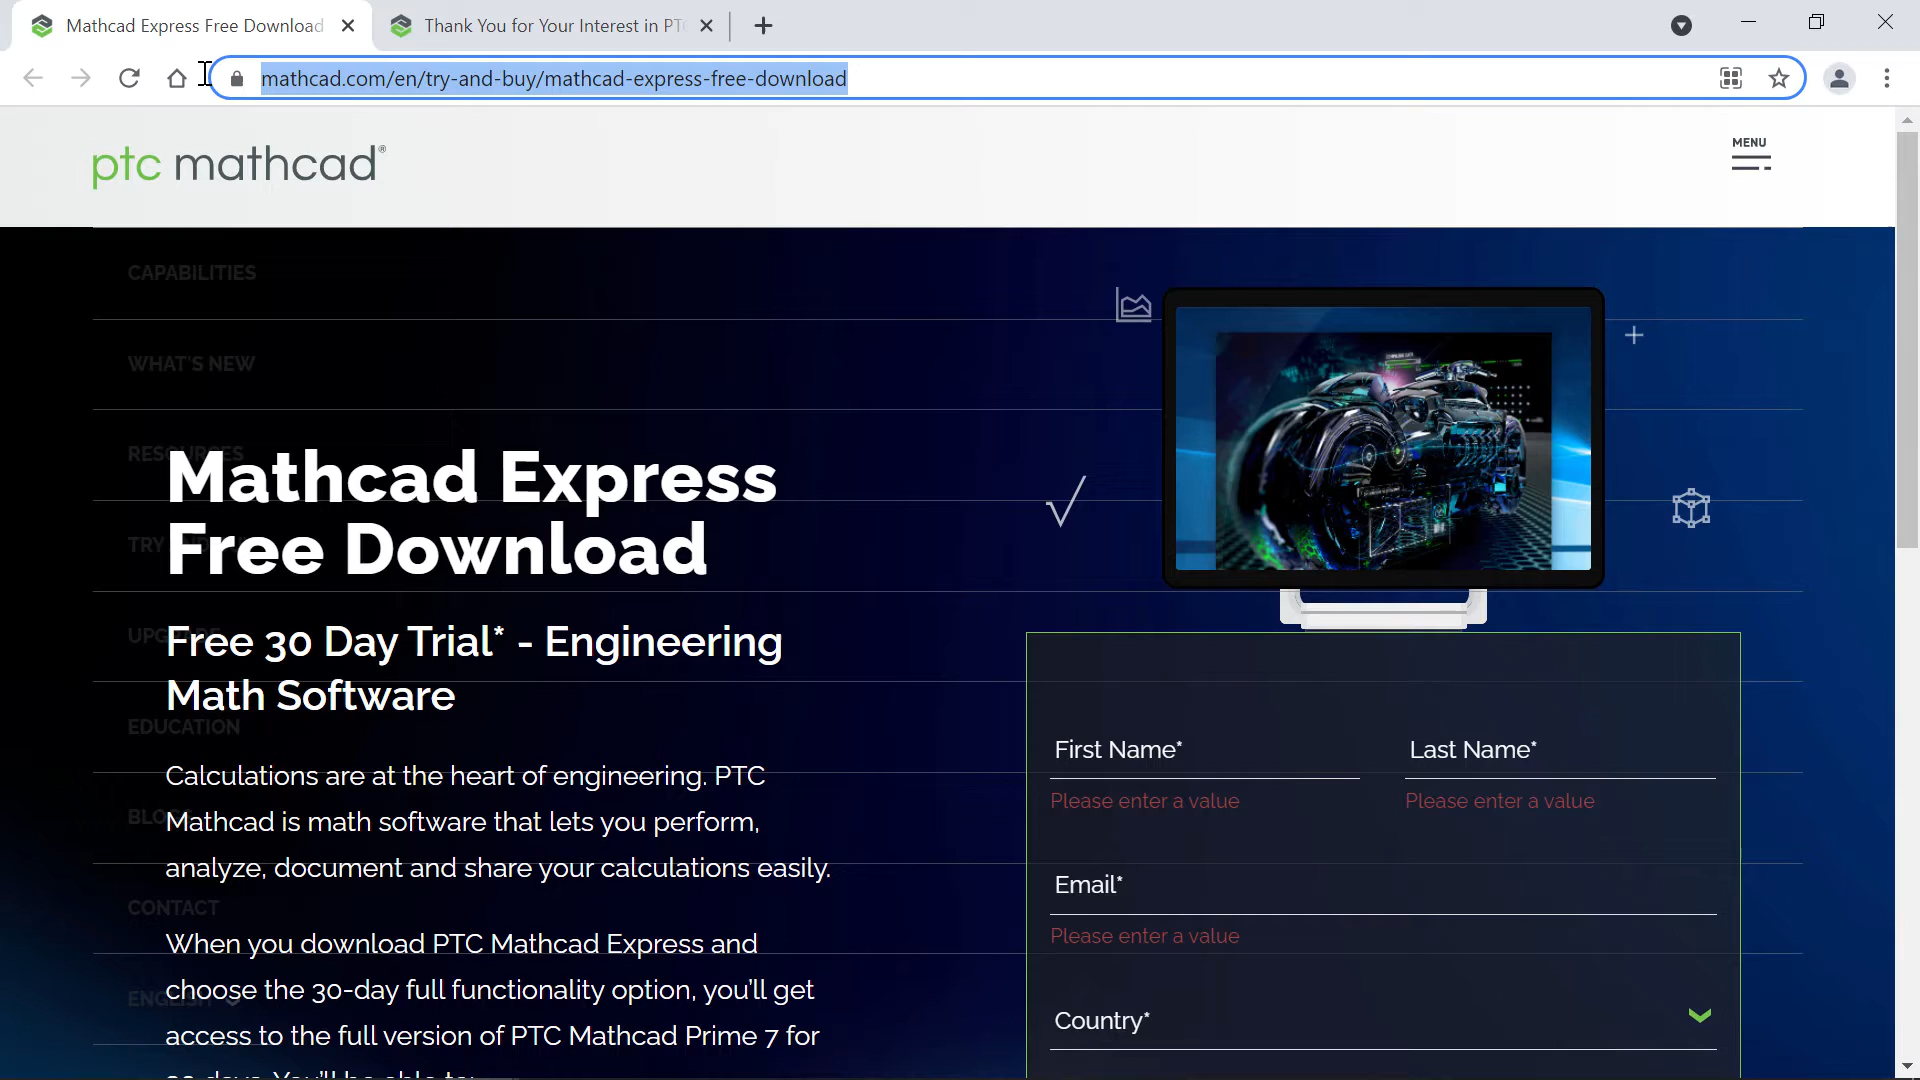 Mathcad Express Free Download
Thank You for Your Interest in PTC
mathcad.com/en/try-and-buy/mathcad-express-free-download
ptc mathcad®
MENU
CAPABILITIES
WHAT'S NEW
RESOURCES
Mathcad Express
Free Download
Free 30 Day Trial* - Engineering
Math Software
EDUCATION
Calculations are at the heart of engineering. PTC
Mathcad is math software that lets you perform,
analyze, document and share your calculations easily.
CONTACT
When you download PTC Mathcad Express and
choose the 30-day full functionality option, you'll get
ENGLISH
access to the full version of PTC Mathcad Prime 7 for
First Name*
Last Name*
Please enter a value
Please enter a value
Email*
Please enter a value
Country*